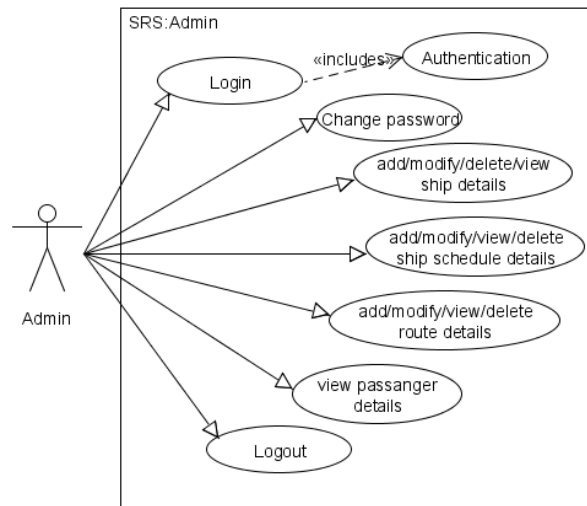 SRS:Admin
«includes»
Authentication
Login
Change password
add/modify/delete/view
ship details
add/modify/view/delete
ship schedule details
Admin
add/modify/view/delete
route details
view passanger
details
Logout